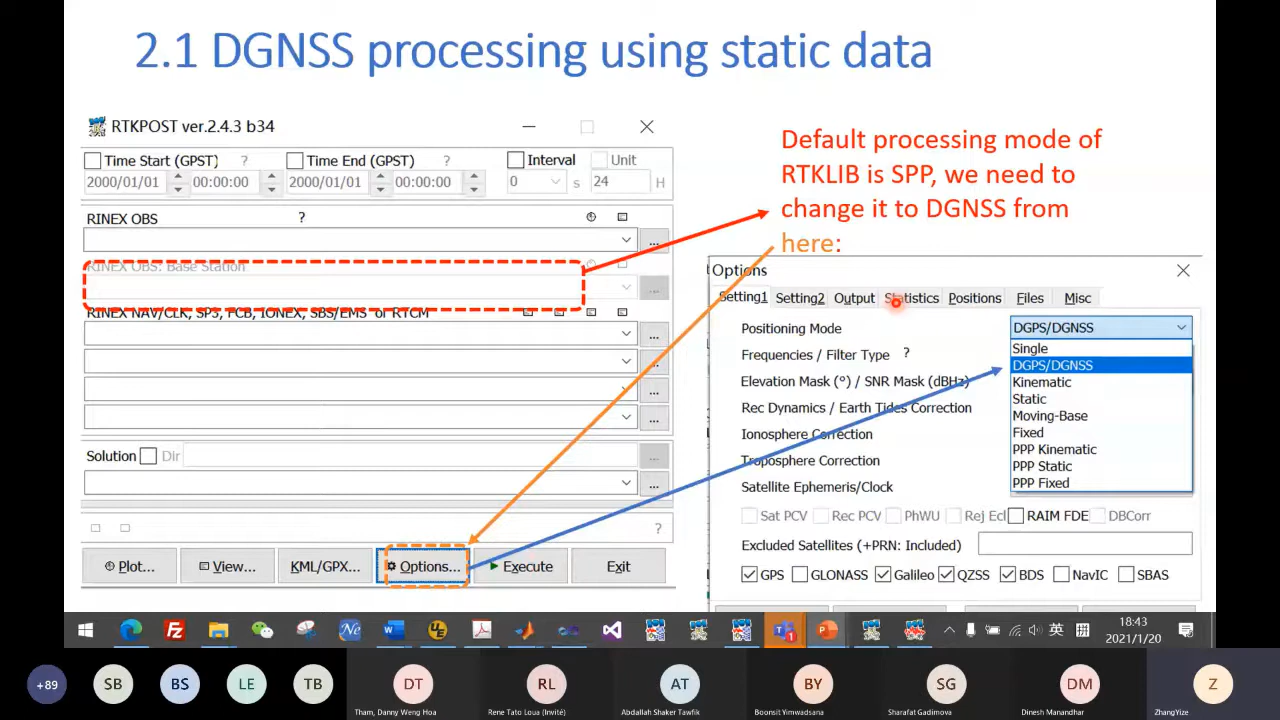 2.1 DGNSS processing using static data
RTKPOST ver.2.4.3 b34
Time Start (GPST) ?
Time End (GPST) ?
Interval
Unit
2000/01/01 00:00:00
2000/01/01 00:00:00
0 s
24 H
RINEX OBS ?
...
RINEX OBS: Base Station
...
RINEX NAV/CLK, SP3, FCB, IONEX, SBS/EMS or RTCM
...
...
...
...
Solution Dir
...
...
?
Plot...
View...
KML/GPX...
Options...
Execute
Exit
Default processing mode of
RTKLIB is SPP, we need to
change it to DGNSS from
here:
Options
Setting1 Setting2 Output Statistics Positions Files Misc
Positioning Mode
DGPS/DGNSS
Single
DGPS/DGNSS
Kinematic
Static
Moving-Base
Fixed
PPP Kinematic
PPP Static
PPP Fixed
Frequencies / Filter Type ?
Elevation Mask (°) / SNR Mask (dBHz)
Rec Dynamics / Earth Tides Correction
Ionosphere Correction
Troposphere Correction
Satellite Ephemeris/Clock
Sat PCV Rec PCV PhWU Rej Ecl RAIM FDE DBCorr
Excluded Satellites (+PRN: Included)
GPS GLONASS Galileo QZSS BDS NavIC SBAS
英
18:43
2021/1/20
+89
SB
BS
LE
TB
DT
Tham, Danny Weng Hoa
RL
Rene Tato Loua (Invité)
AT
Abdallah Shaker Tawfik
BY
Boonsit Yimwadsana
SG
Sharafat Gadimova
DM
Dinesh Manandhar
Z
ZhangYize